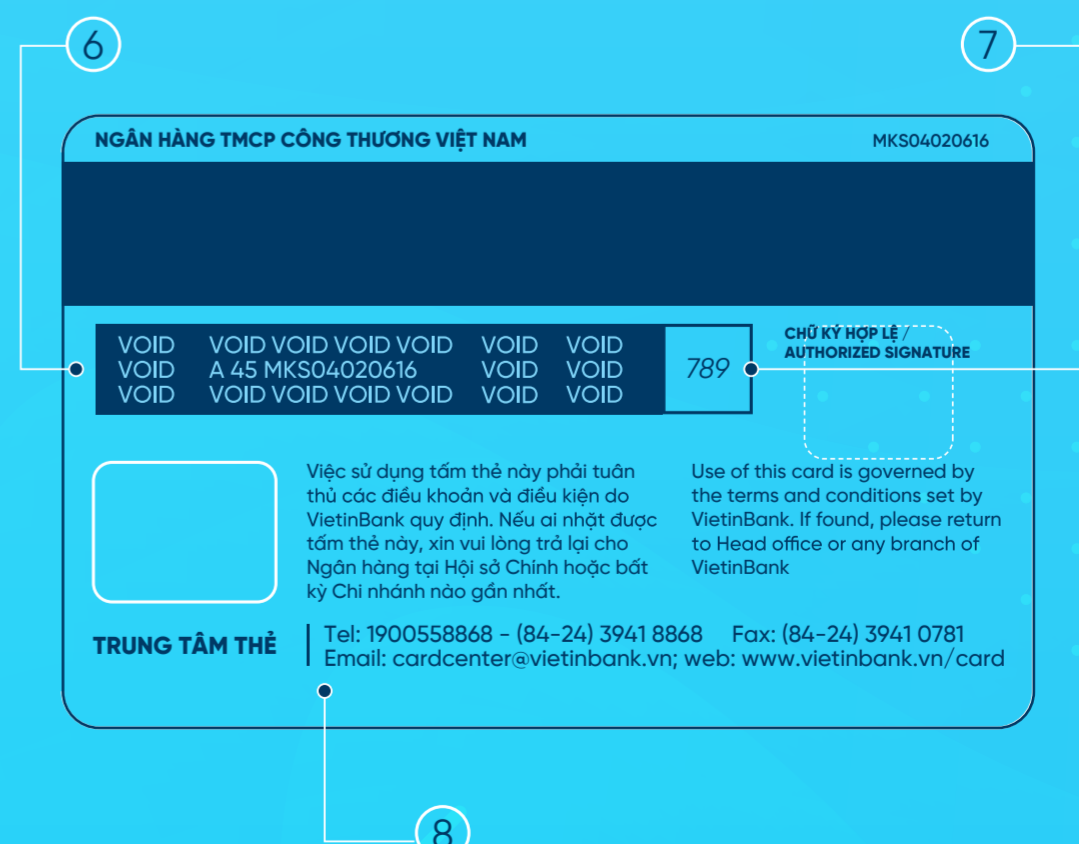 6
7
NGÂN HÀNG TMCP CÔNG THƯƠNG VIỆT NAM
MKS04020616
VOID VOID VOID VOID VOID VOID VOID
VOID A 45 MKS04020616 VOID VOID
VOID VOID VOID VOID VOID VOID VOID
789
CHỮ KÝ HỢP LỆ /
AUTHORIZED SIGNATURE
Việc sử dụng tấm thẻ này phải tuân
thủ các điều khoản và điều kiện do
VietinBank quy định. Nếu ai nhặt được
tấm thẻ này, xin vui lòng trả lại cho
Ngân hàng tại Hội sở Chính hoặc bất
kỳ Chi nhánh nào gần nhất.
Use of this card is governed by
the terms and conditions set by
VietinBank. If found, please return
to Head office or any branch of
VietinBank
TRUNG TÂM THẺ
Tel: 1900558868 - (84-24) 3941 8868 Fax: (84-24) 3941 0781
Email: cardcenter@vietinbank.vn; web: www.vietinbank.vn/card
8